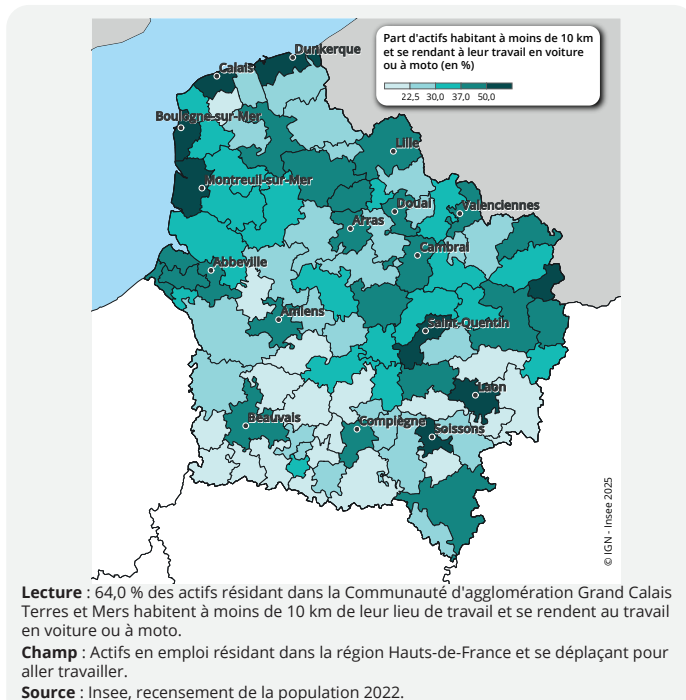 Part d'actifs habitant à moins de 10 km
et se rendant à leur travail en voiture
ou à moto (en %)
22,5 30,0 37,0 50,0
Dunkerque
Calais
Boulogne-sur-Mer
Lille
Montreuil-sur-Mer
Douai
Valenciennes
Arras
Cambrai
Abbeville
Amiens
Saint-Quentin
Laon
Beauvais
Compiègne
Soissons
© IGN - Insee 2025
Lecture : 64,0 % des actifs résidant dans la Communauté d'agglomération Grand Calais
Terres et Mers habitent à moins de 10 km de leur lieu de travail et se rendent au travail
en voiture ou à moto.
Champ : Actifs en emploi résidant dans la région Hauts-de-France et se déplaçant pour
aller travailler.
Source : Insee, recensement de la population 2022.